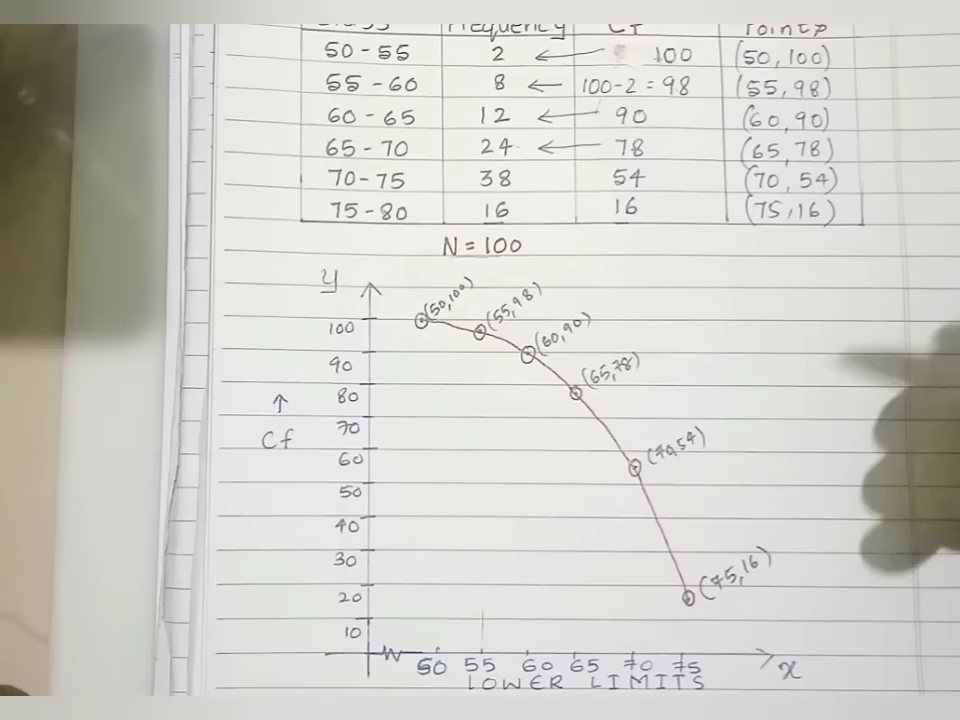 Frequency CF Points
50-55 2 ← 100 (50,100)
55-60 8 ← 100-2=98 (55,98)
60-65 12 ← 90 (60,90)
65-70 24 ← 78 (65,78)
70-75 38 54 (70,54)
75-80 16 16 (75,16)
N = 100
y
(50,100)
(55,98)
(60,90)
(65,78)
(70,54)
(75,16)
100
90
80
↑
Cf
70
60
50
40
30
20
10
50 55 60 65 70 75 x
LOWER LIMITS